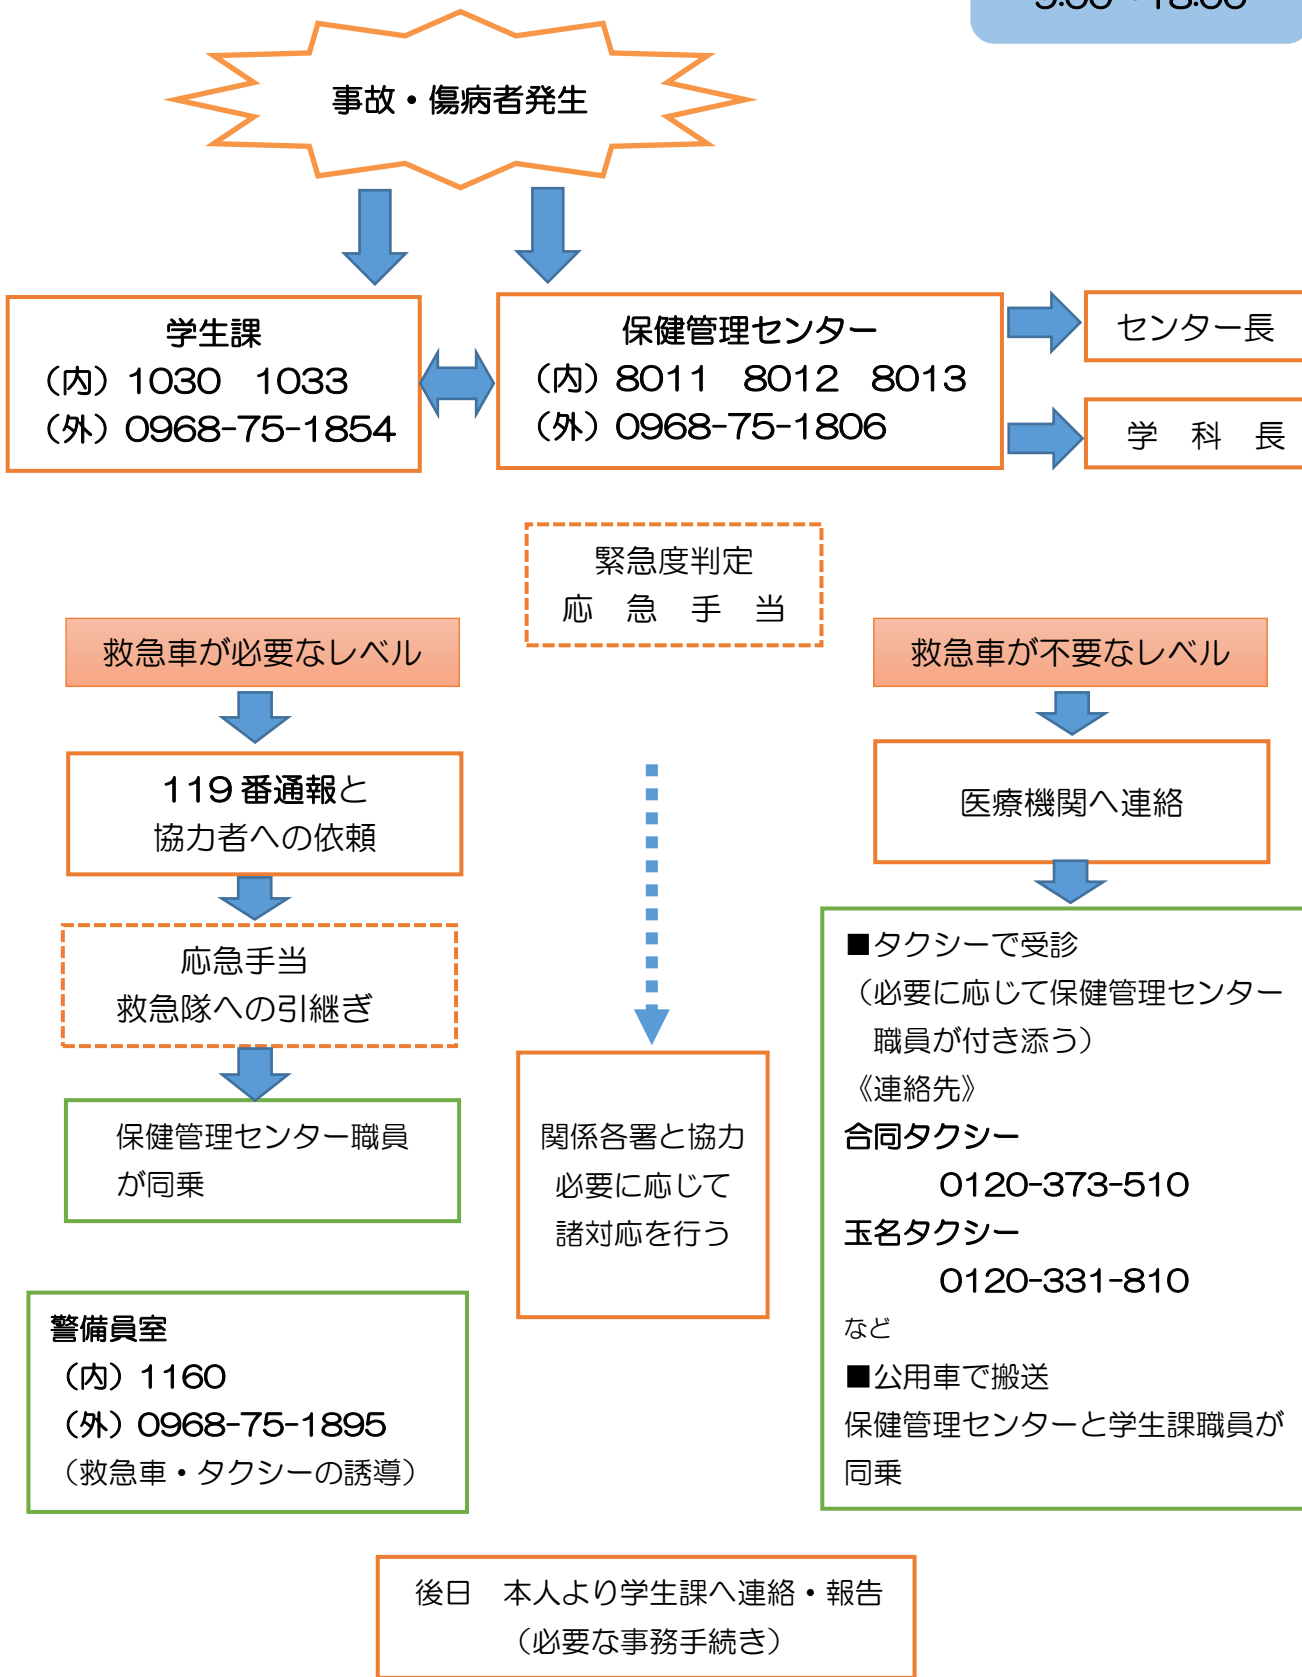 事故・傷病者発生
学生課
（内）1030　1033
（外）0968-75-1854
保健管理センター
（内）8011　8012　8013
（外）0968-75-1806
センター長
学　科　長
緊急度判定
応　急　手　当
救急車が必要なレベル
119番通報と
協力者への依頼
応急手当
救急隊への引継ぎ
保健管理センター職員
が同乗
警備員室
（内）1160
（外）0968-75-1895
（救急車・タクシーの誘導）
関係各署と協力
必要に応じて
諸対応を行う
救急車が不要なレベル
医療機関へ連絡
■タクシーで受診
（必要に応じて保健管理センター
職員が付き添う）
《連絡先》
合同タクシー
0120-373-510
玉名タクシー
0120-331-810
など
■公用車で搬送
保健管理センターと学生課職員が
同乗
後日　本人より学生課へ連絡・報告
（必要な事務手続き）